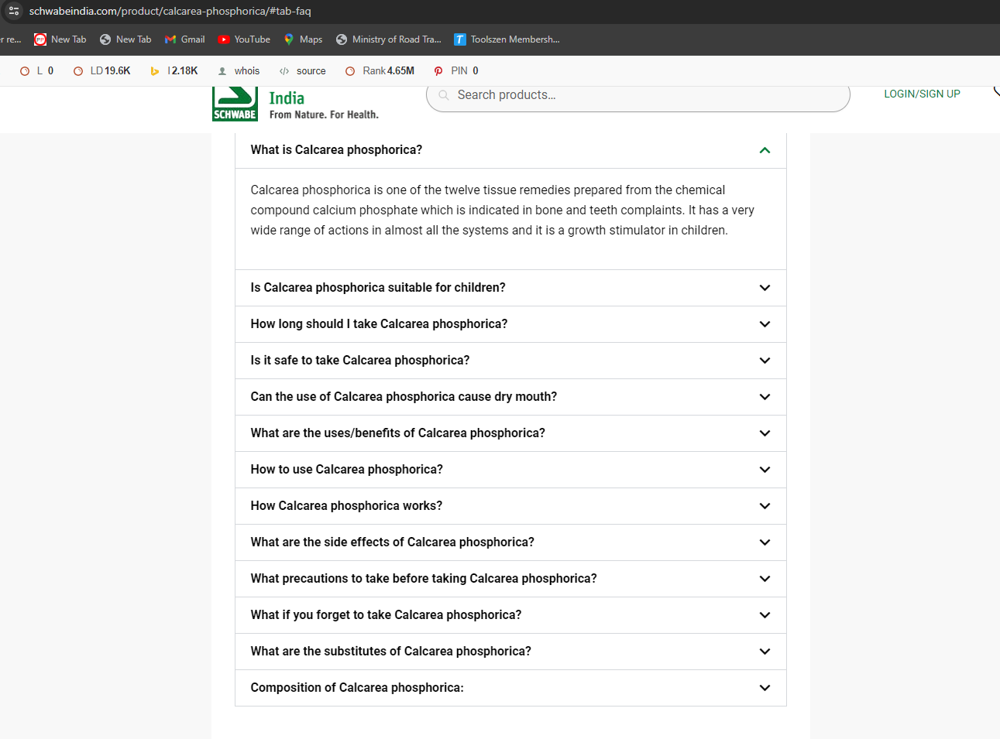 schwabeindia.com/product/calcarea-phosphorica/#tab-faq
r re... New Tab New Tab Gmail YouTube Maps Ministry of Road Tra... T Toolszen Membersh...
L 0 LD 19.6K I 2.18K whois </> source Rank 4.65M PIN 0
SCHWABE
India
From Nature. For Health.
Search products...
LOGIN/SIGN UP
What is Calcarea phosphorica?
Calcarea phosphorica is one of the twelve tissue remedies prepared from the chemical
compound calcium phosphate which is indicated in bone and teeth complaints. It has a very
wide range of actions in almost all the systems and it is a growth stimulator in children.
Is Calcarea phosphorica suitable for children?
How long should I take Calcarea phosphorica?
Is it safe to take Calcarea phosphorica?
Can the use of Calcarea phosphorica cause dry mouth?
What are the uses/benefits of Calcarea phosphorica?
How to use Calcarea phosphorica?
How Calcarea phosphorica works?
What are the side effects of Calcarea phosphorica?
What precautions to take before taking Calcarea phosphorica?
What if you forget to take Calcarea phosphorica?
What are the substitutes of Calcarea phosphorica?
Composition of Calcarea phosphorica: